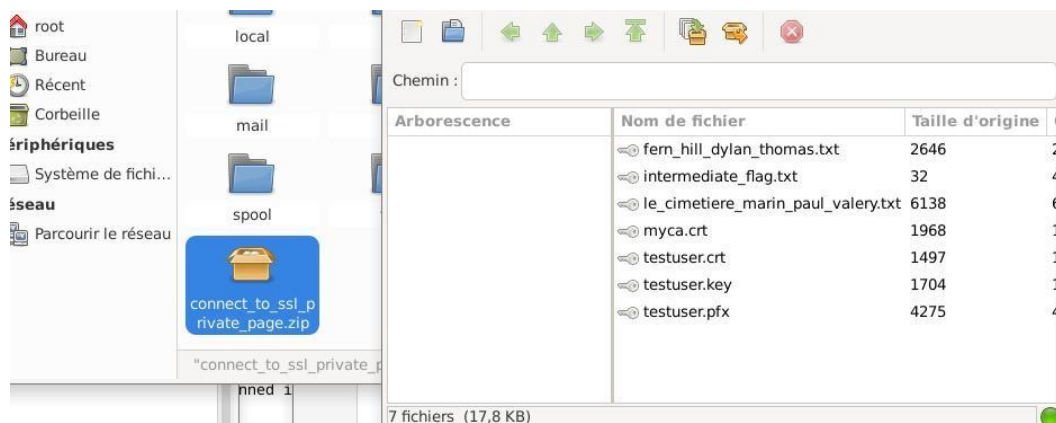 root
Bureau
Récent
Corbeille
ériphériques
Système de fichi...
éseau
Parcourir le réseau
local
mail
spool
connect_to_ssl_p
rivate_page.zip
"connect_to_ssl_private_p
nned i
Chemin :
Arborescence Nom de fichier Taille d'origine
fern_hill_dylan_thomas.txt 2646
intermediate_flag.txt 32
le_cimetiere_marin_paul_valery.txt 6138
myca.crt 1968
testuser.crt 1497
testuser.key 1704
testuser.pfx 4275
7 fichiers (17,8 KB)